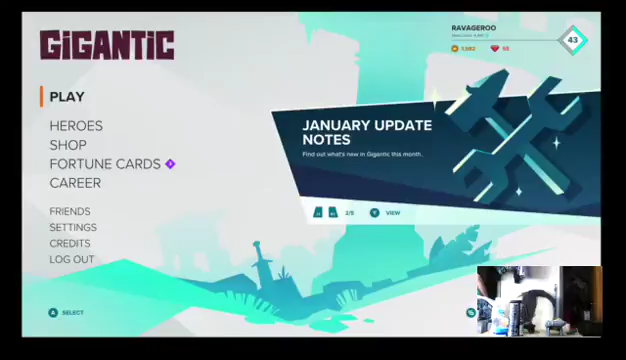 GIGANTIC
RAVAGEROO
1,982
55
43
PLAY
HEROES
SHOP
FORTUNE CARDS
CAREER
FRIENDS
SETTINGS
CREDITS
LOG OUT
JANUARY UPDATE
NOTES
Find out what's new in Gigantic this month.
2/5
VIEW
A SELECT